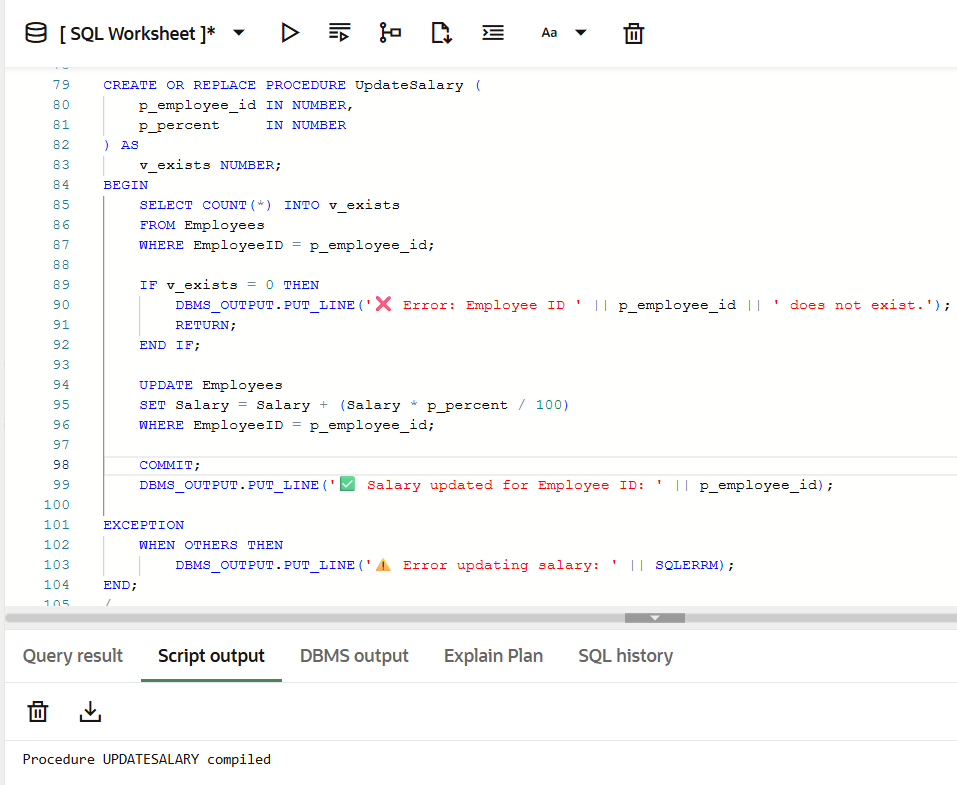 [ SQL Worksheet ]* Aa
79 CREATE OR REPLACE PROCEDURE UpdateSalary (
80 p_employee_id IN NUMBER,
81 p_percent IN NUMBER
82 ) AS
83 v_exists NUMBER;
84 BEGIN
85 SELECT COUNT(*) INTO v_exists
86 FROM Employees
87 WHERE EmployeeID = p_employee_id;
88
89 IF v_exists = 0 THEN
90 DBMS_OUTPUT.PUT_LINE('❌ Error: Employee ID ' || p_employee_id || ' does not exist.');
91 RETURN;
92 END IF;
93
94 UPDATE Employees
95 SET Salary = Salary + (Salary * p_percent / 100)
96 WHERE EmployeeID = p_employee_id;
97
98 COMMIT;
99 DBMS_OUTPUT.PUT_LINE('✅ Salary updated for Employee ID: ' || p_employee_id);
100
101 EXCEPTION
102 WHEN OTHERS THEN
103 DBMS_OUTPUT.PUT_LINE('⚠️ Error updating salary: ' || SQLERRM);
104 END;
105 /
Query result Script output DBMS output Explain Plan SQL history
Procedure UPDATESALARY compiled